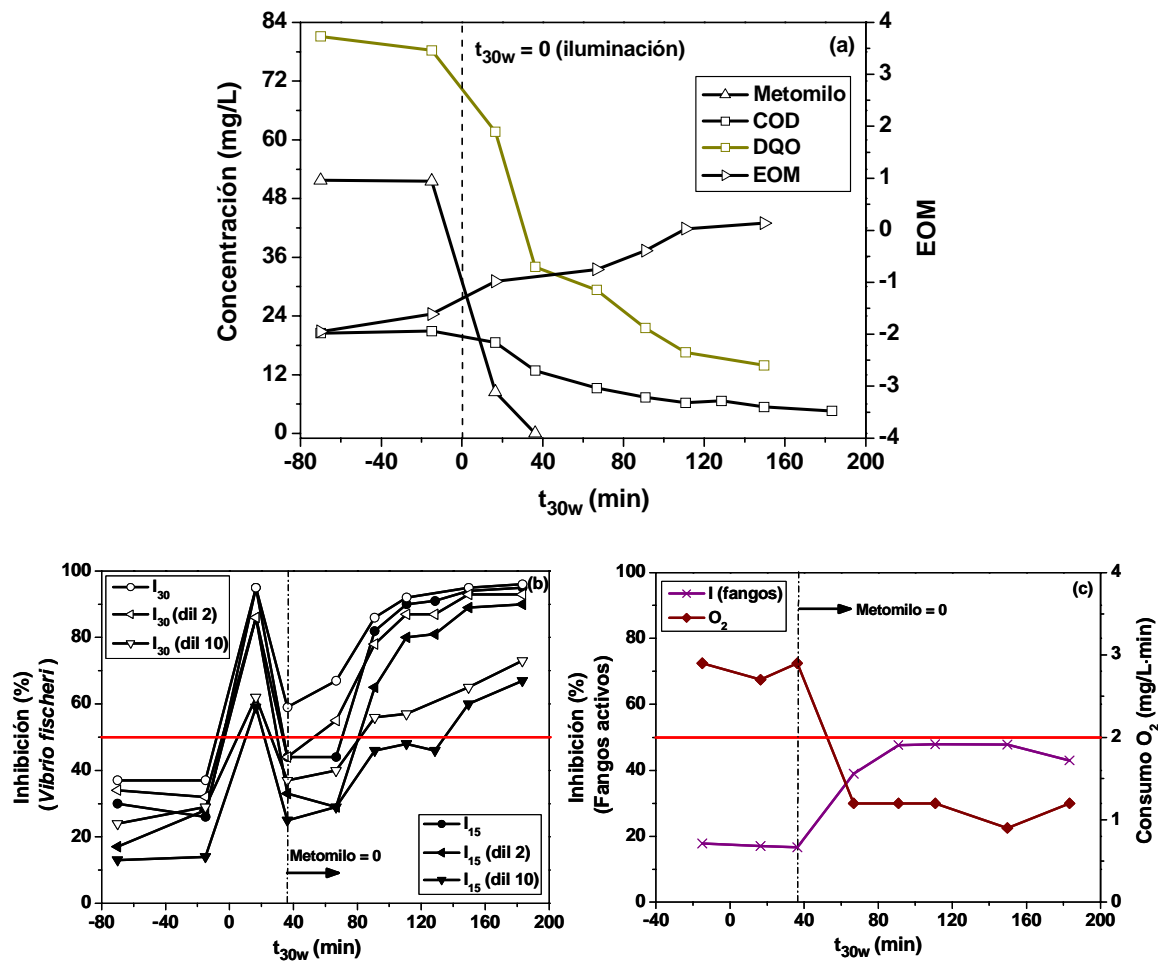 (a)
t30w = 0 (iluminación)
Metomilo
COD
DQO
EOM
Concentración (mg/L)
84
72
60
48
36
24
12
0
4
3
2
1
0
-1
-2
-3
-4
EOM
-80 -40 0 40 80 120 160 200
t30w (min)
(b)
I30
I30 (dil 2)
I30 (dil 10)
Metomilo = 0
I15
I15 (dil 2)
I15 (dil 10)
Inhibición (%)
(Vibrio fischeri)
100
80
60
40
20
0
-80 -40 0 40 80 120 160 200
t30w (min)
(c)
I (fangos)
O2
Metomilo = 0
Inhibición (%)
(Fangos activos)
100
80
60
40
20
0
4
3
2
1
0
Consumo O2 (mg/L·min)
-40 0 40 80 120 160 200
t30w (min)